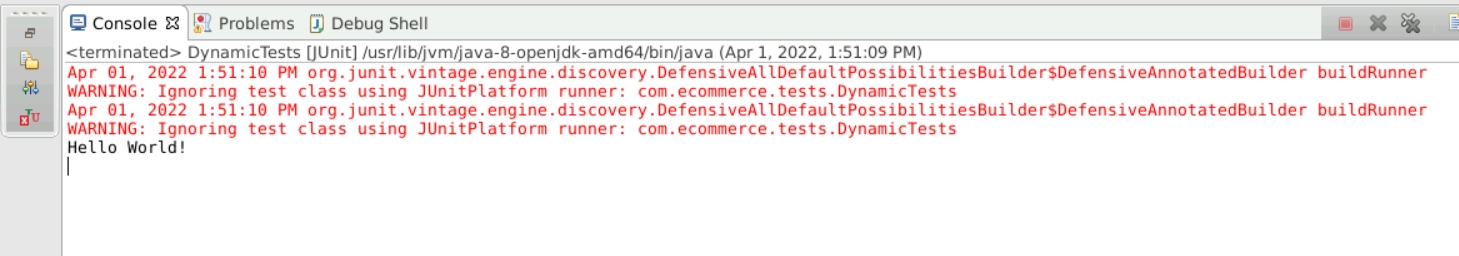 Console Problems Debug Shell
<terminated> DynamicTests [JUnit] /usr/lib/jvm/java-8-openjdk-amd64/bin/java (Apr 1, 2022, 1:51:09 PM)
Apr 01, 2022 1:51:10 PM org.junit.vintage.engine.discovery.DefensiveAllDefaultPossibilitiesBuilder$DefensiveAnnotatedBuilder buildRunner
WARNING: Ignoring test class using JUnitPlatform runner: com.ecommerce.tests.DynamicTests
Apr 01, 2022 1:51:10 PM org.junit.vintage.engine.discovery.DefensiveAllDefaultPossibilitiesBuilder$DefensiveAnnotatedBuilder buildRunner
WARNING: Ignoring test class using JUnitPlatform runner: com.ecommerce.tests.DynamicTests
Hello World!